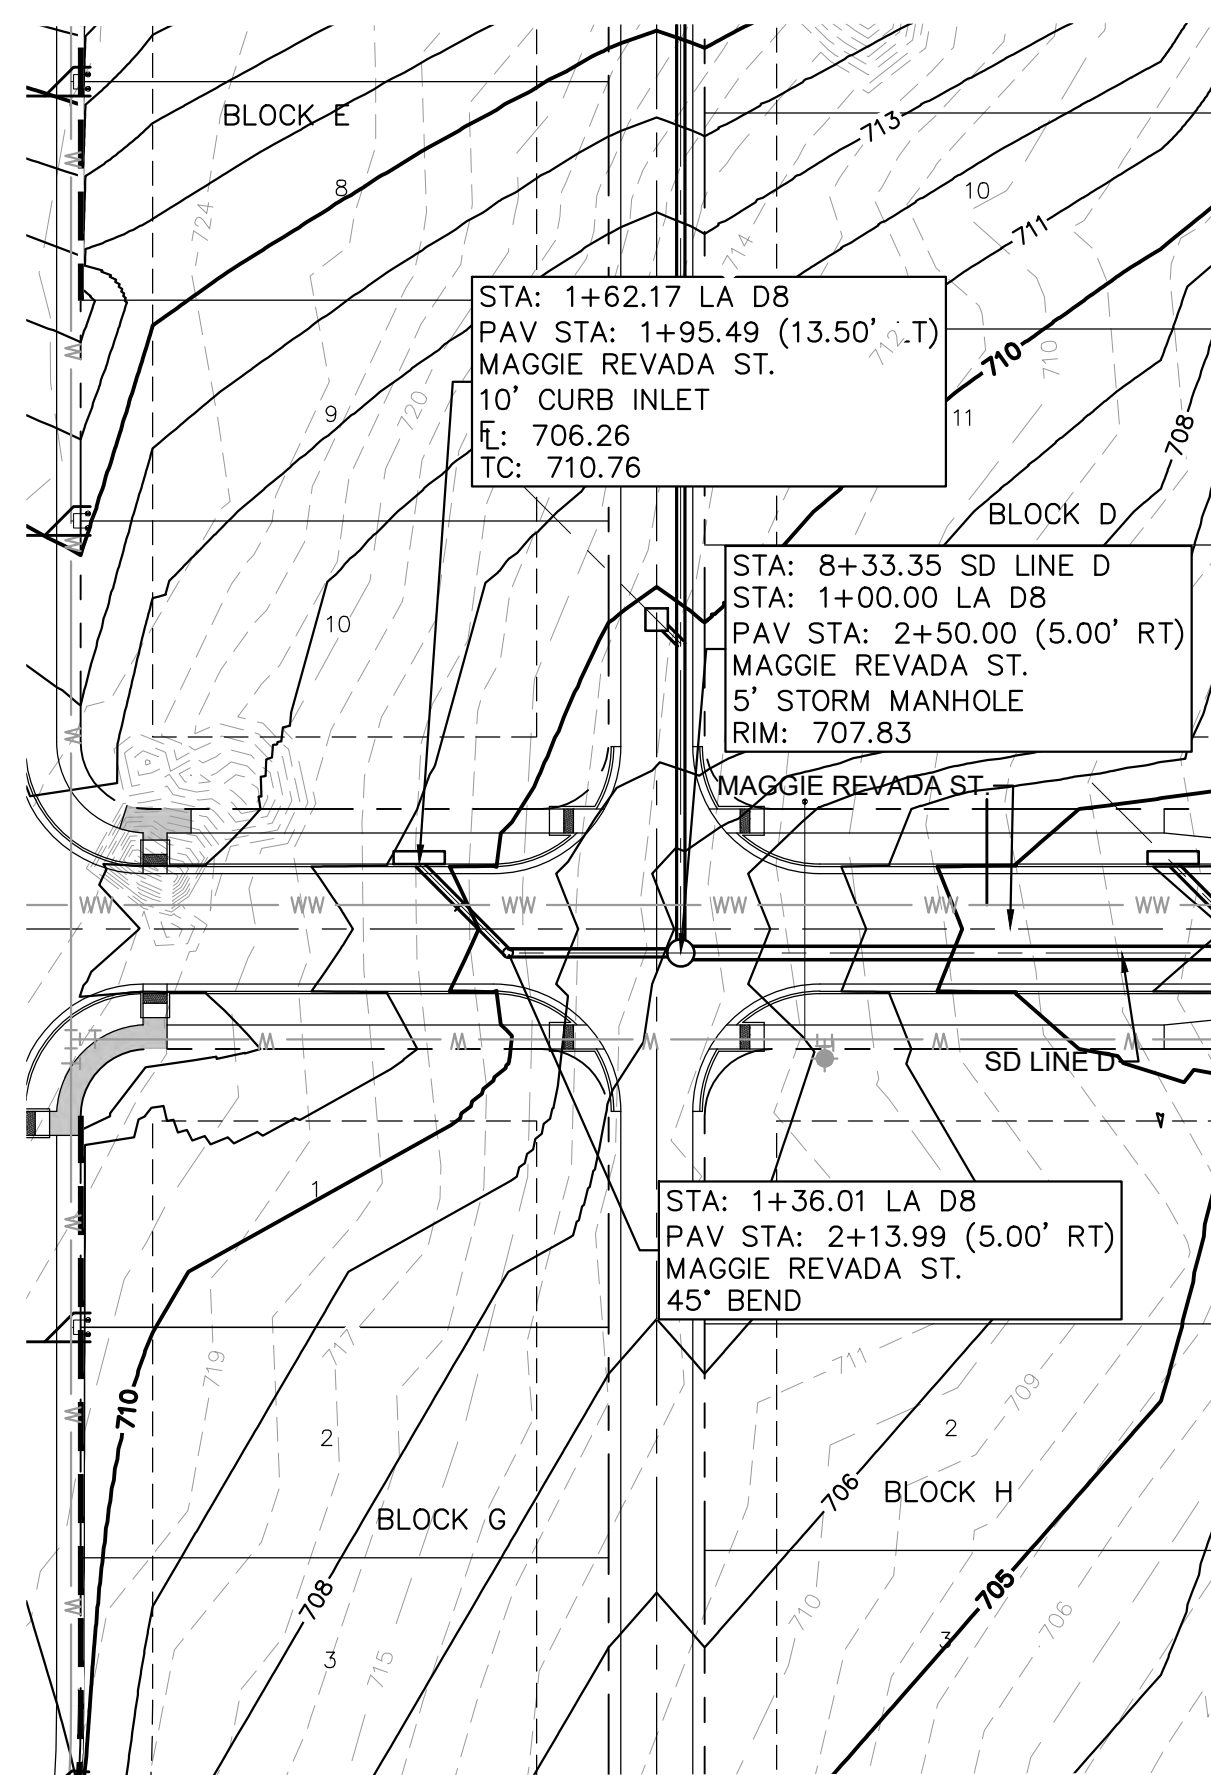 BLOCK E
8
724
713
10
711
714
STA: 1+62.17 LA D8
PAV STA: 1+95.49 (13.50' LT)
MAGGIE REVADA ST.
10' CURB INLET
FL: 706.26
TC: 710.76
712
710
710
708
720
9
11
BLOCK D
STA: 8+33.35 SD LINE D
STA: 1+00.00 LA D8
PAV STA: 2+50.00 (5.00' RT)
MAGGIE REVADA ST.
5' STORM MANHOLE
RIM: 707.83
10
MAGGIE REVADA ST.
WW WW WW WW WW WW
W W W W
SD LINE D
1
STA: 1+36.01 LA D8
PAV STA: 2+13.99 (5.00' RT)
MAGGIE REVADA ST.
45° BEND
719
717
711
709
710
2
2
706
BLOCK G
BLOCK H
708
705
710
706
3
715
3
W
W
W
W
W
W
W